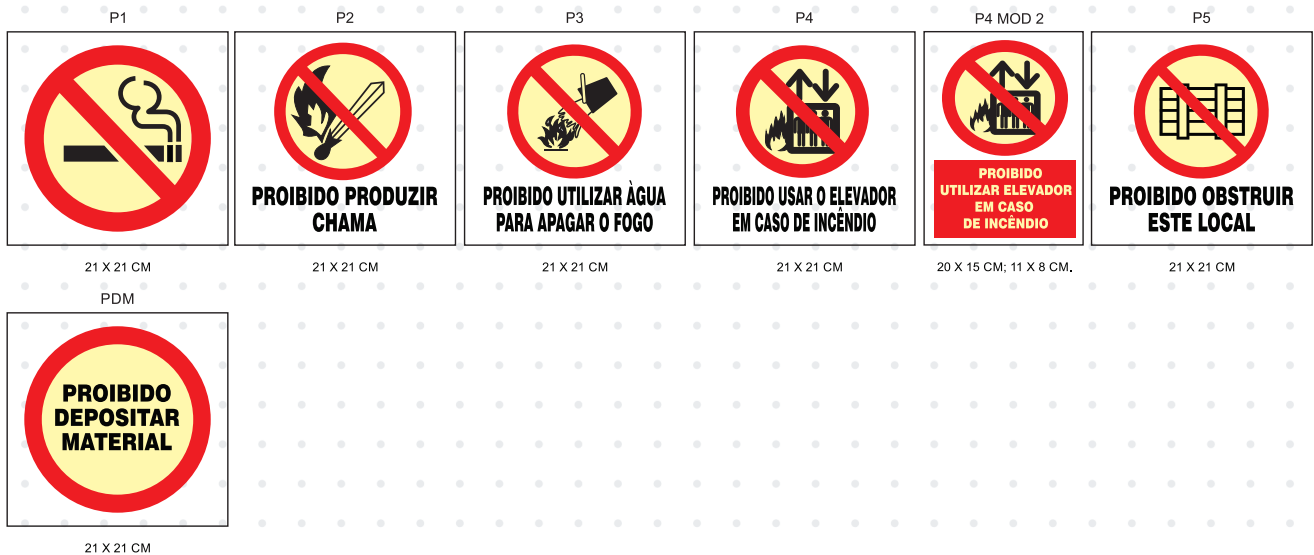 P1
P2
P3
P4
P4 MOD 2
P5
PROIBIDO PRODUZIR
CHAMA
PROIBIDO UTILIZAR ÀGUA
PARA APAGAR O FOGO
PROIBIDO USAR O ELEVADOR
EM CASO DE INCÊNDIO
PROIBIDO
UTILIZAR ELEVADOR
EM CASO
DE INCÊNDIO
PROIBIDO OBSTRUIR
ESTE LOCAL
21 X 21 CM
21 X 21 CM
21 X 21 CM
21 X 21 CM
20 X 15 CM; 11 X 8 CM.
21 X 21 CM
PDM
PROIBIDO
DEPOSITAR
MATERIAL
21 X 21 CM